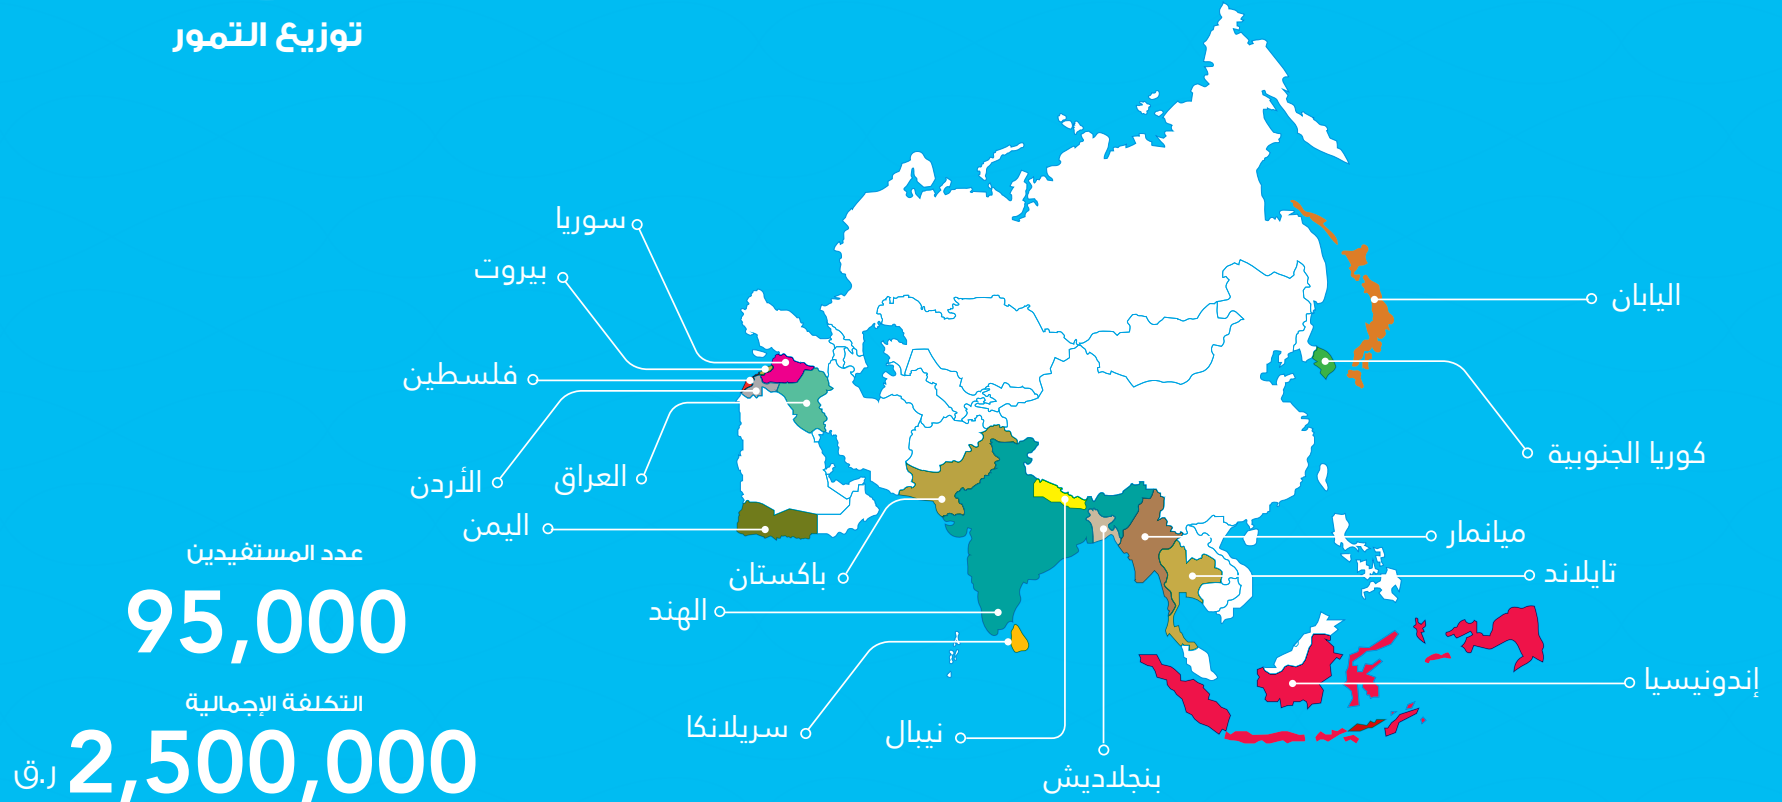 توزيع التمور
سوريا
بيروت
فلسطين
الأردن
العراق
اليمن
باكستان
الهند
سريلانكا
نيبال
بنجلاديش
اليابان
كوريا الجنوبية
ميانمار
تايلاند
إندونيسيا
عدد المستفيدين
95,000
التكلفة الإجمالية
2,500,000 ر.ق